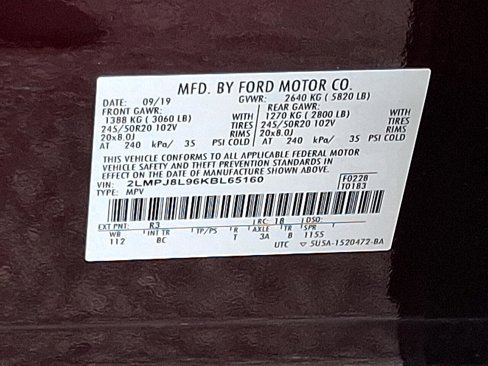 MFD. BY FORD MOTOR CO.
DATE: 09/19 GVWR: 2640 KG ( 5820 LB)
FRONT GAWR: REAR GAWR:
1388 KG ( 3060 LB) WITH 1270 KG ( 2800 LB) WITH
245/50R20 102V TIRES 245/50R20 102V TIRES
20x8.0J RIMS 20x8.0J RIMS
AT 240 kPa/ 35 PSI COLD AT 240 kPa/ 35 PSI COLD
THIS VEHICLE CONFORMS TO ALL APPLICABLE FEDERAL MOTOR
VEHICLE SAFETY AND THEFT PREVENTION STANDARDS IN
EFFECT ON THE DATE OF MANUFACTURE SHOWN ABOVE.
VIN: 2LMPJ8L96KBL65160 F0228
TYPE: MPV T0183
EXT PNT: R3 RC: 18 DSO:
WB INT TR TP/PS R AXLE TR SPR
112 BC T 3A B 1155
UTC ▽ 5U5A-1520472-BA